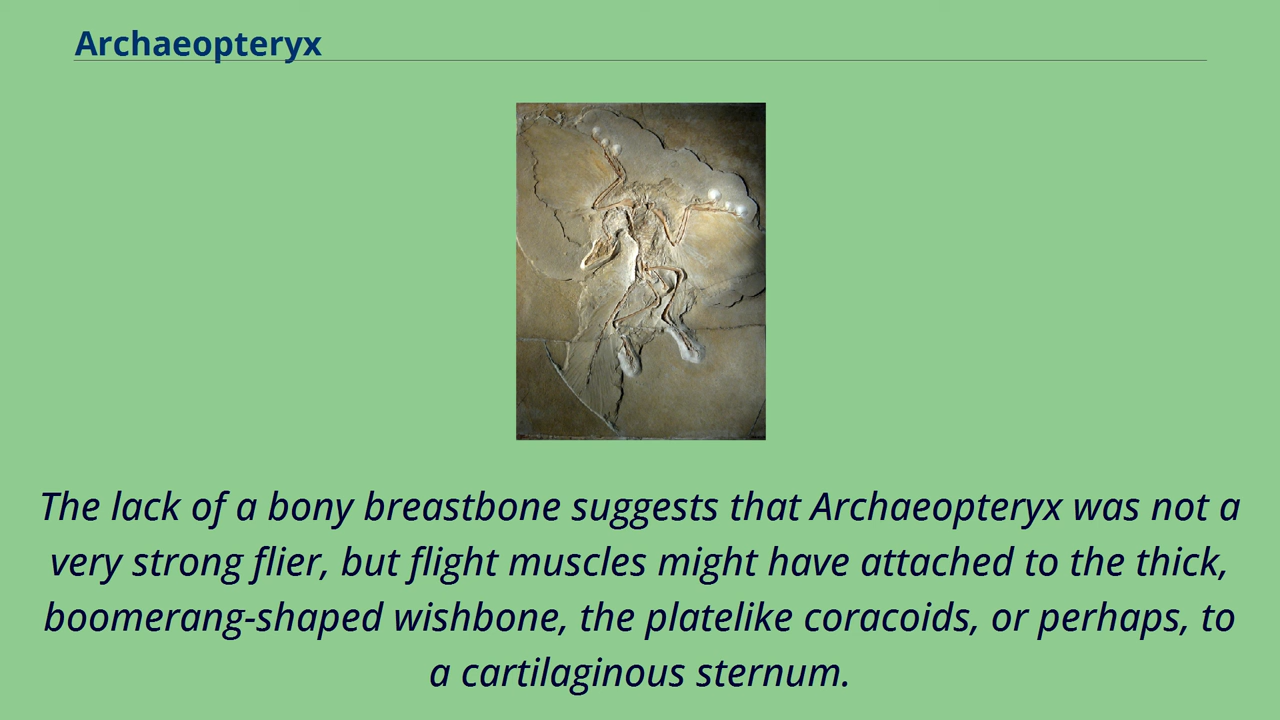 Archaeopteryx
The lack of a bony breastbone suggests that Archaeopteryx was not a
very strong flier, but flight muscles might have attached to the thick,
boomerang-shaped wishbone, the platelike coracoids, or perhaps, to
a cartilaginous sternum.